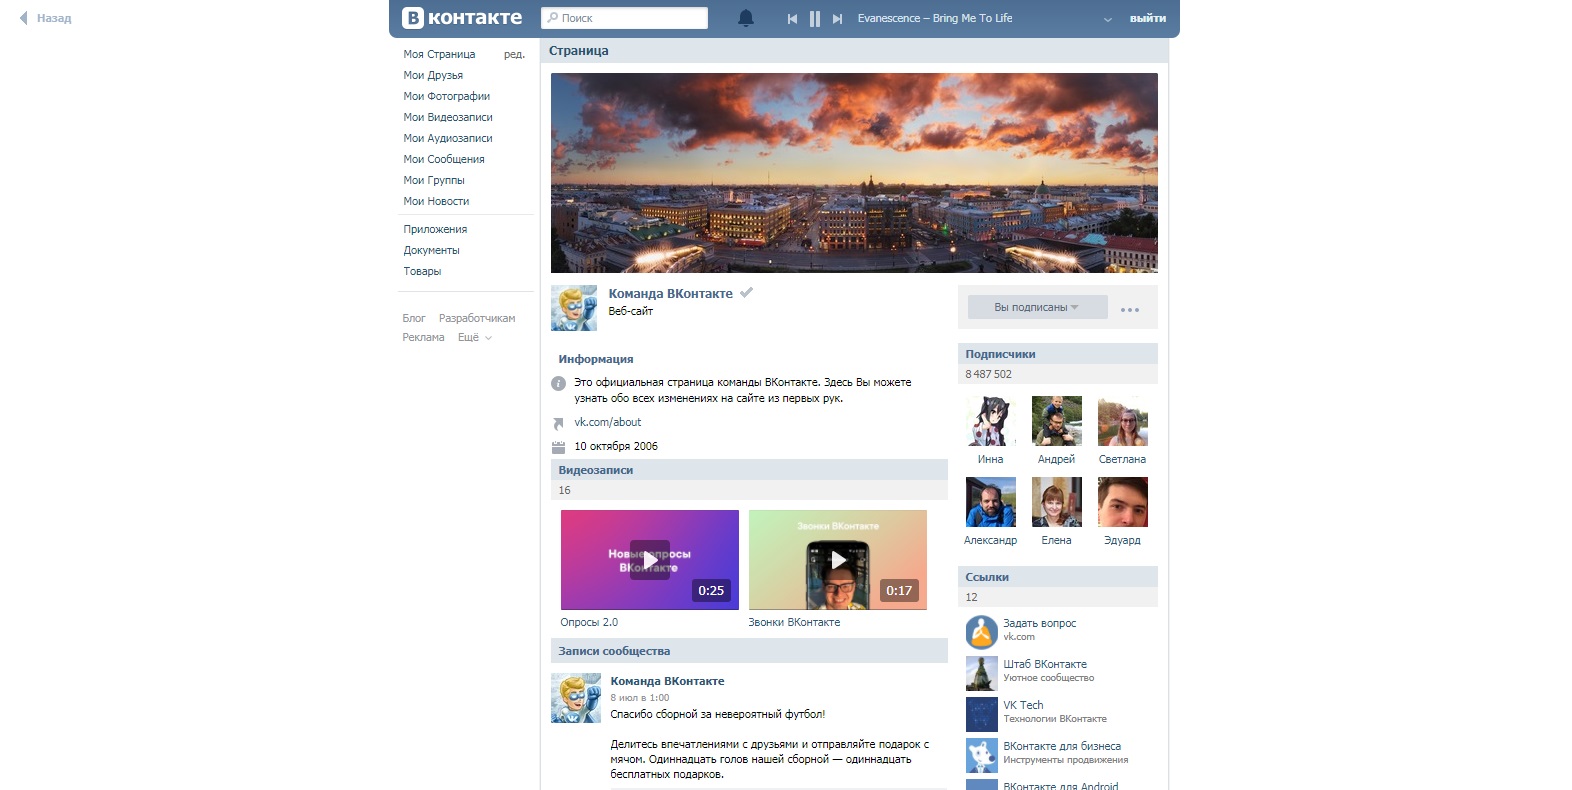 Назад
В контакте
Поиск
Evanescence – Bring Me To Life
выйти
Моя Страница
ред.
Мои Друзья
Мои Фотографии
Мои Видеозаписи
Мои Аудиозаписи
Мои Сообщения
Мои Группы
Мои Новости
Приложения
Документы
Товары
Блог Разработчикам
Реклама Ещё
Страница
Команда ВКонтакте
Веб-сайт
Информация
Это официальная страница команды ВКонтакте. Здесь Вы можете
узнать обо всех изменениях на сайте из первых рук.
vk.com/about
10 октября 2006
Видеозаписи
16
Новые опросы
ВКонтакте
0:25
Опросы 2.0
Звонки ВКонтакте
0:17
Звонки ВКонтакте
Записи сообщества
Команда ВКонтакте
8 июл в 1:00
Спасибо сборной за невероятный футбол!
Делитесь впечатлениями с друзьями и отправляйте подарок с
мячом. Одиннадцать голов нашей сборной — одиннадцать
бесплатных подарков.
Вы подписаны
Подписчики
8 487 502
Инна
Андрей
Светлана
Александр
Елена
Эдуард
Ссылки
12
Задать вопрос
vk.com
Штаб ВКонтакте
Уютное сообщество
VK Tech
Технологии ВКонтакте
ВКонтакте для бизнеса
Инструменты продвижения
ВКонтакте для Android